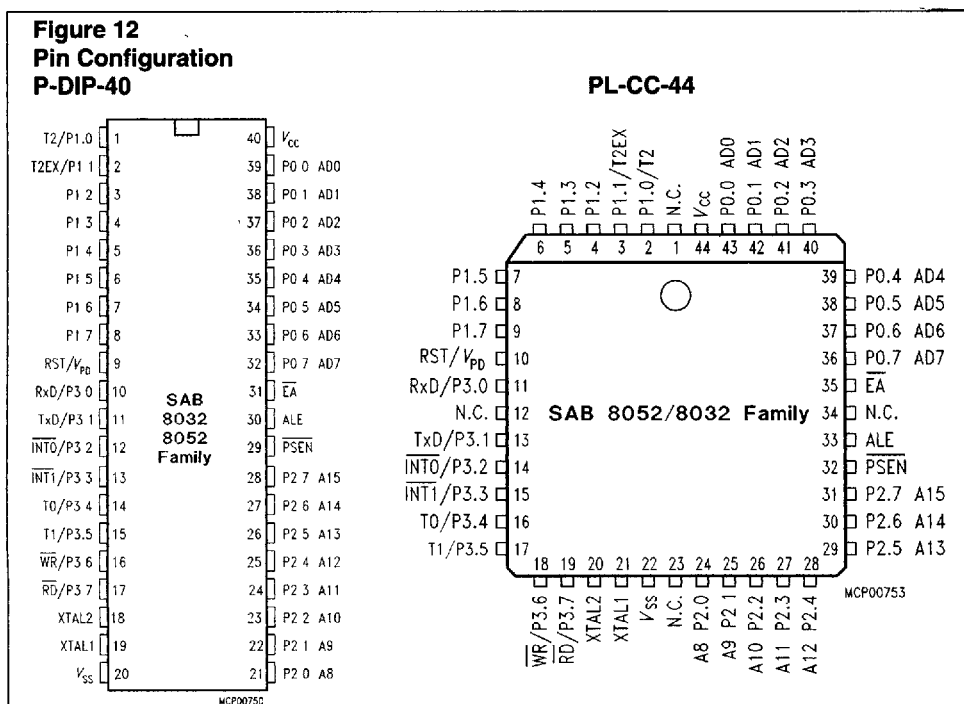 Figure 12
Pin Configuration
P-DIP-40
T2/P1.0 1
T2EX/P1 1 2
P1 2 3
P1 3 4
P1 4 5
P1 5 6
P1 6 7
P1 7 8
RST/VPD 9
RxD/P3 0 10
TxD/P3 1 11
INT0/P3 2 12
INT1/P3 3 13
T0/P3 4 14
T1/P3.5 15
WR/P3 6 16
RD/P3 7 17
XTAL2 18
XTAL1 19
VSS 20
SAB
8032
8052
Family
40 VCC
39 P0 0 AD0
38 P0 1 AD1
37 P0 2 AD2
36 P0 3 AD3
35 P0 4 AD4
34 P0 5 AD5
33 P0 6 AD6
32 P0 7 AD7
31 EA
30 ALE
29 PSEN
28 P2 7 A15
27 P2 6 A14
26 P2 5 A13
25 P2 4 A12
24 P2 3 A11
23 P2 2 A10
22 P2 1 A9
21 P2 0 A8
MCP00750
PL-CC-44
P1.4 6
P1.3 5
P1.2 4
P1.1/T2EX 3
P1.0/T2 2
N.C. 1
VCC 44
P0.0 AD0 43
P0.1 AD1 42
P0.2 AD2 41
P0.3 AD3 40
P1.5 7
P1.6 8
P1.7 9
RST/VPD 10
RxD/P3.0 11
N.C. 12
TxD/P3.1 13
INT0/P3.2 14
INT1/P3.3 15
T0/P3.4 16
T1/P3.5 17
SAB 8052/8032 Family
39 P0.4 AD4
38 P0.5 AD5
37 P0.6 AD6
36 P0.7 AD7
35 EA
34 N.C.
33 ALE
32 PSEN
31 P2.7 A15
30 P2.6 A14
29 P2.5 A13
18 WR/P3.6
19 RD/P3.7
20 XTAL2
21 XTAL1
22 VSS
23 N.C.
24 A8 P2.0
25 A9 P2 1
26 A10 P2.2
27 A11 P2.3
28 A12 P2.4
MCP00753